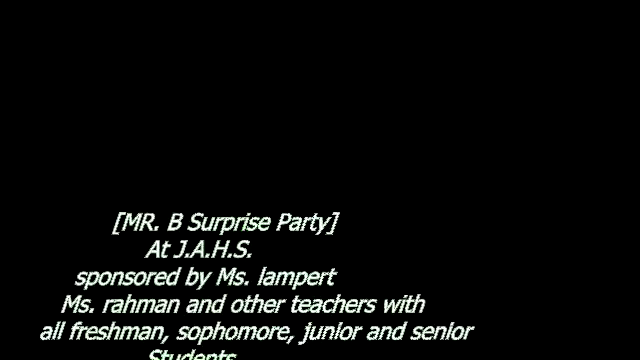 [MR. B Surprise Party]
At J.A.H.S.
sponsored by Ms. lampert
Ms. rahman and other teachers with
all freshman, sophomore, junior and senior
Students